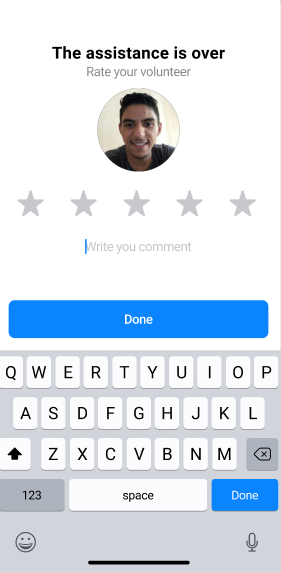 The assistance is over
Rate your volunteer
Write you comment
Done
Q W E R T Y U I O P
A S D F G H J K L
Z X C V B N M
123 space Done